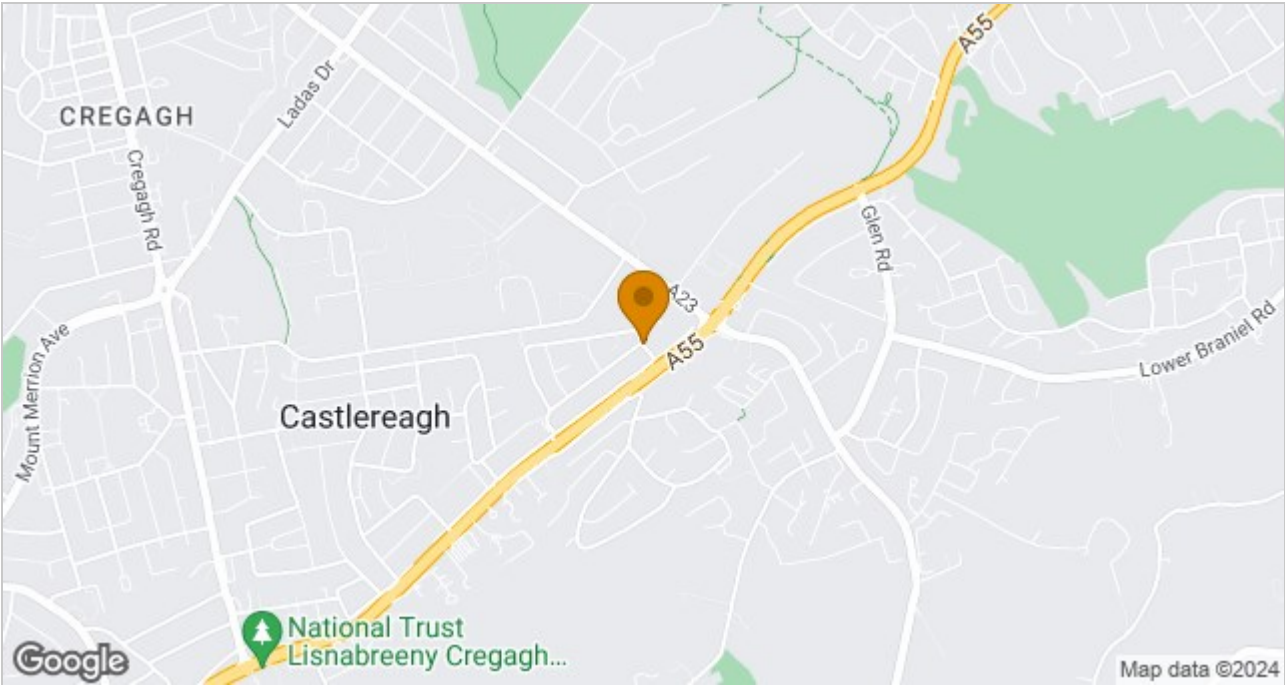 A55
CREGAGH
Ladas Dr
Cregagh Rd
Glen Rd
A23
A55
Lower Braniel Rd
Mount Merrion Ave
Castlereagh
National Trust
Lisnabreeny Cregagh...
Google
Map data ©2024